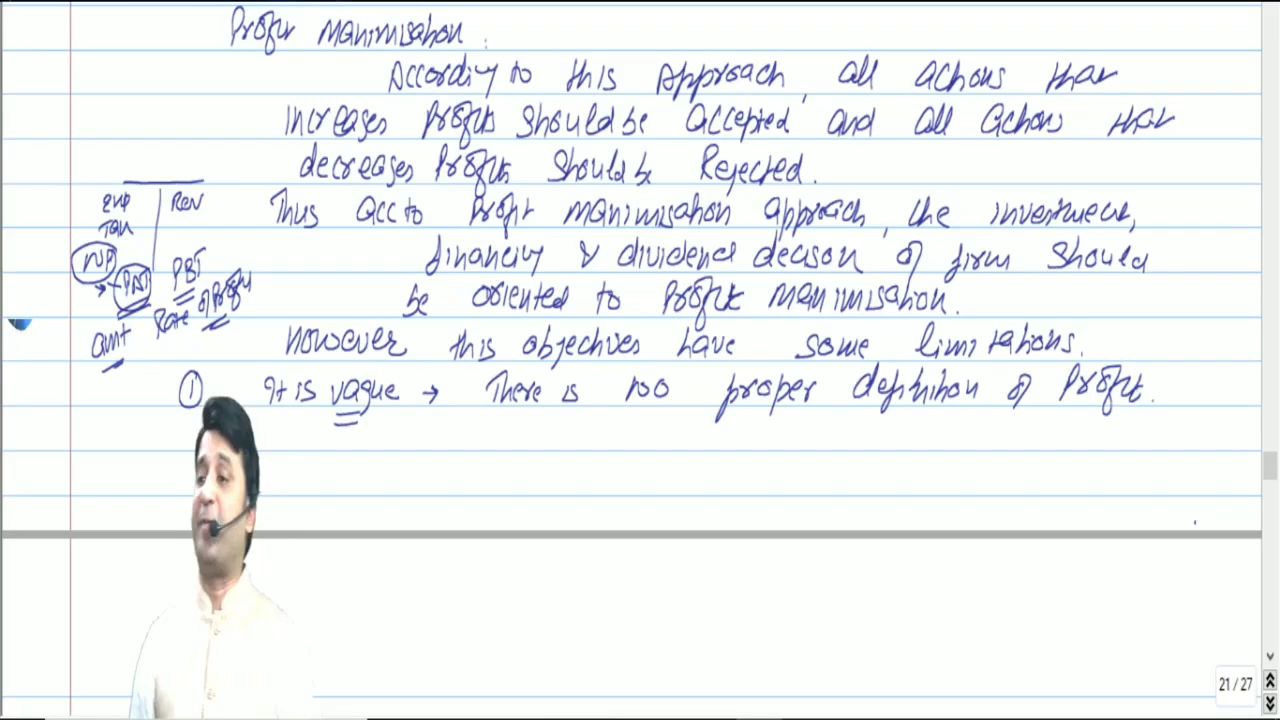 Profit Maximisation :
According to this Approach, all actions that
increases Profits should be accepted and all actions that
decreases Profits should be Rejected.
Exp Rev
Tax
NP PAT PBT
amt Rate of Profit
Thus acc to Profit maximisation approach, the investment,
financing & dividend decision of firm should
be oriented to Profit maximisation.
However this objectives have some limitations.
① It is vague → There is no proper definition of Profit.
21 / 27